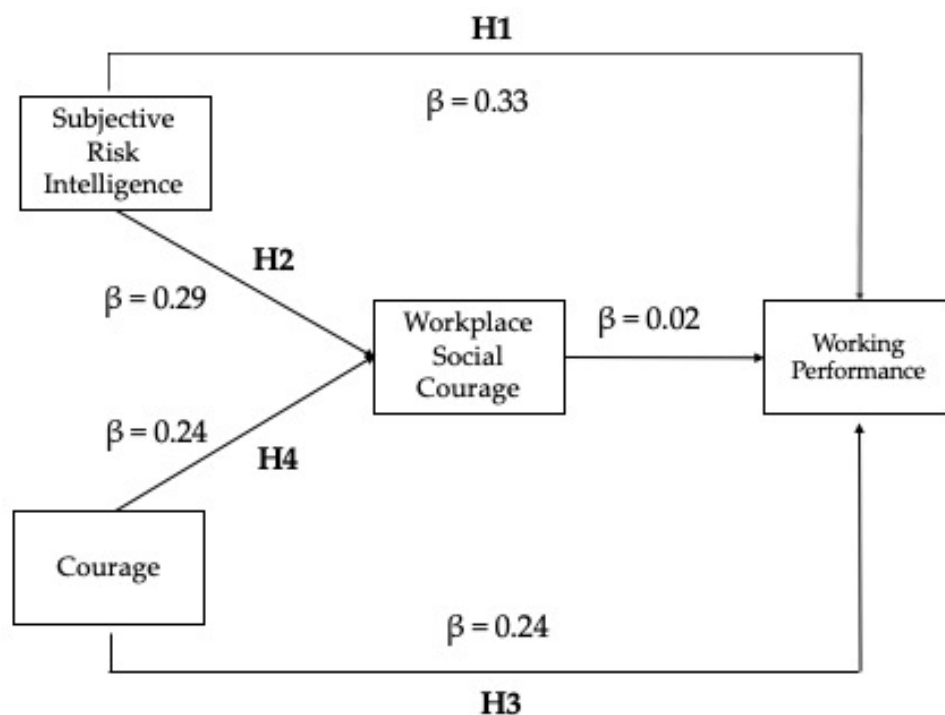 H1
β = 0.33
Subjective
Risk
Intelligence
H2
β = 0.29
Workplace
Social
Courage
β = 0.02
Working
Performance
β = 0.24
H4
Courage
β = 0.24
H3